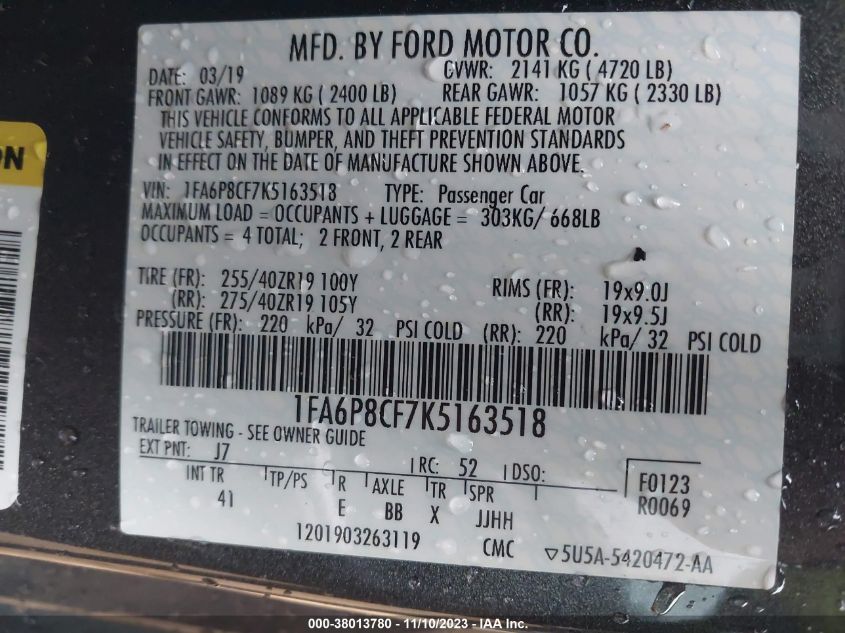 MFD. BY FORD MOTOR CO.
DATE: 03/19 GVWR: 2141 KG ( 4720 LB)
FRONT GAWR: 1089 KG ( 2400 LB) REAR GAWR: 1057 KG ( 2330 LB)
THIS VEHICLE CONFORMS TO ALL APPLICABLE FEDERAL MOTOR
VEHICLE SAFETY, BUMPER, AND THEFT PREVENTION STANDARDS
IN EFFECT ON THE DATE OF MANUFACTURE SHOWN ABOVE.
VIN: 1FA6P8CF7K5163518 TYPE: Passenger Car
MAXIMUM LOAD = OCCUPANTS + LUGGAGE = 303KG/ 668LB
OCCUPANTS = 4 TOTAL; 2 FRONT, 2 REAR
TIRE (FR): 255/40ZR19 100Y RIMS (FR): 19x9.0J
(RR): 275/40ZR19 105Y (RR): 19x9.5J
PRESSURE (FR): 220 kPa/ 32 PSI COLD (RR): 220 kPa/ 32 PSI COLD
1FA6P8CF7K5163518
TRAILER TOWING - SEE OWNER GUIDE
EXT PNT: J7 RC: 52 DSO:
INT TR TP/PS R AXLE TR SPR F0123
41 E BB X JJHH R0069
1201903263119 CMC ▽5U5A-5420472-AA
ON
000-38013780 - 11/10/2023 - iaai.com